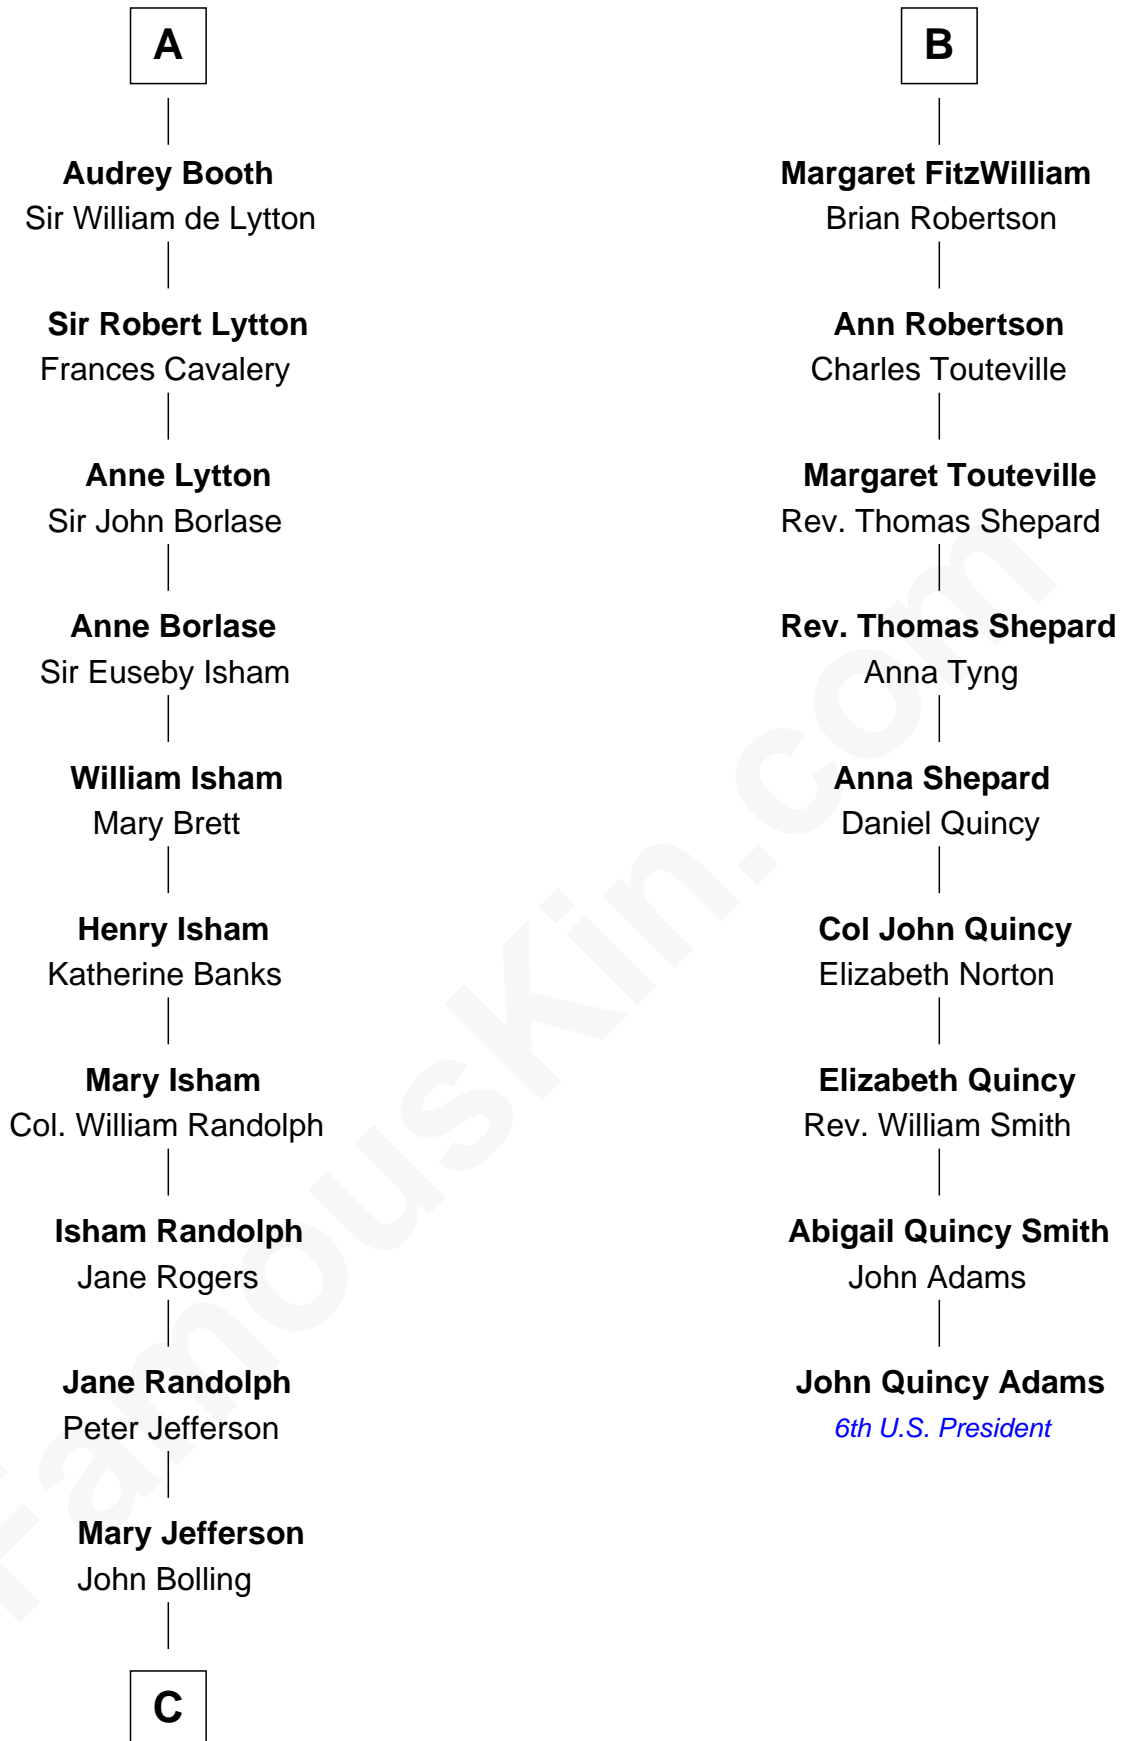 A
Audrey Booth
Sir William de Lytton
Sir Robert Lytton
Frances Cavalery
Anne Lytton
Sir John Borlase
Anne Borlase
Sir Euseby Isham
William Isham
Mary Brett
Henry Isham
Katherine Banks
Mary Isham
Col. William Randolph
Isham Randolph
Jane Rogers
Jane Randolph
Peter Jefferson
Mary Jefferson
John Bolling
C
B
Margaret FitzWilliam
Brian Robertson
Ann Robertson
Charles Touteville
Margaret Touteville
Rev. Thomas Shepard
Rev. Thomas Shepard
Anna Tyng
Anna Shepard
Daniel Quincy
Col John Quincy
Elizabeth Norton
Elizabeth Quincy
Rev. William Smith
Abigail Quincy Smith
John Adams
John Quincy Adams
6th U.S. President
FamousKin.com